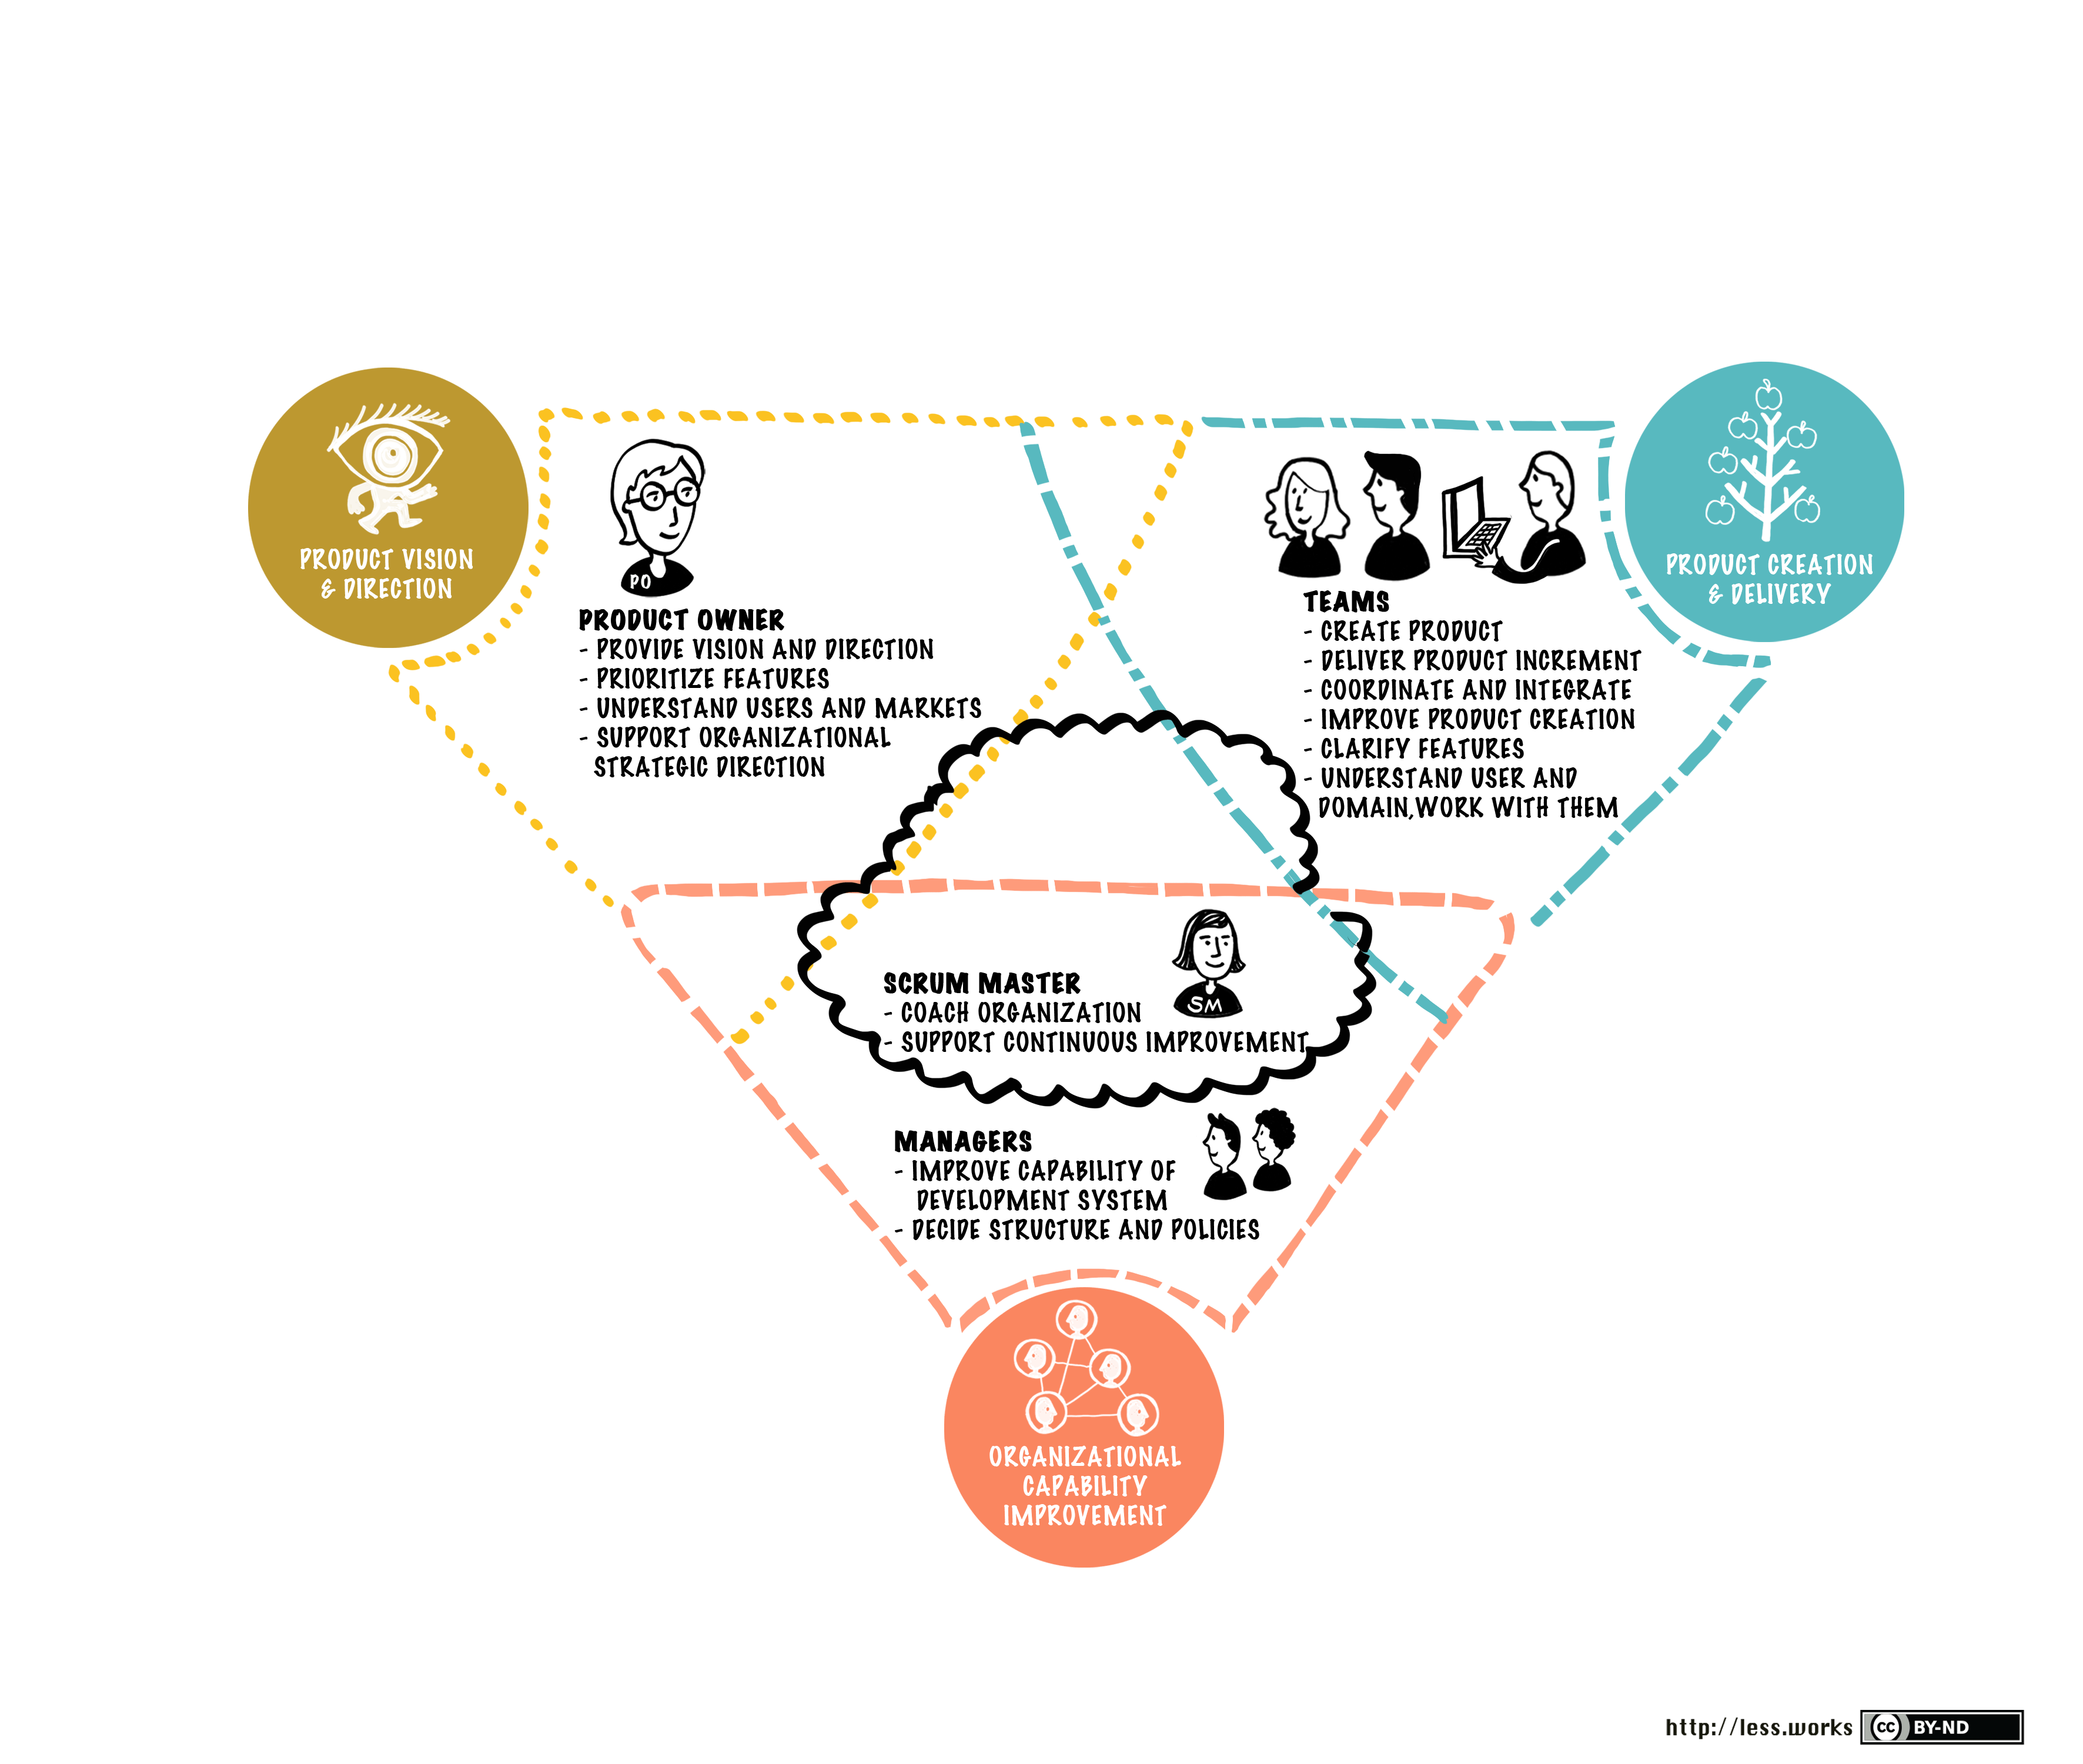 PRODUCT VISION
& DIRECTION
PO
PRODUCT OWNER
- PROVIDE VISION AND DIRECTION
- PRIORITIZE FEATURES
- UNDERSTAND USERS AND MARKETS
- SUPPORT ORGANIZATIONAL
STRATEGIC DIRECTION
TEAMS
- CREATE PRODUCT
- DELIVER PRODUCT INCREMENT
- COORDINATE AND INTEGRATE
- IMPROVE PRODUCT CREATION
- CLARIFY FEATURES
- UNDERSTAND USER AND
DOMAIN,WORK WITH THEM
PRODUCT CREATION
& DELIVERY
SCRUM MASTER
- COACH ORGANIZATION
- SUPPORT CONTINUOUS IMPROVEMENT
SM
MANAGERS
- IMPROVE CAPABILITY OF
DEVELOPMENT SYSTEM
- DECIDE STRUCTURE AND POLICIES
ORGANIZATIONAL
CAPABILITY
IMPROVEMENT
http://less.works
cc BY-ND